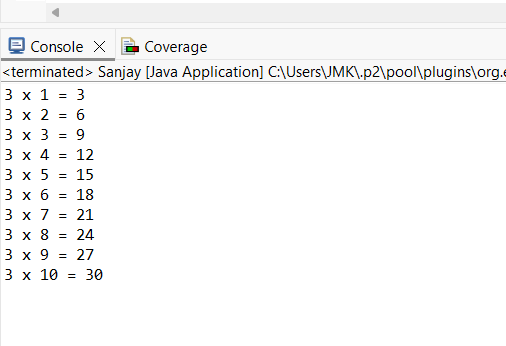 Console Coverage
<terminated> Sanjay [Java Application] C:\Users\JMK\.p2\pool\plugins\org.e
3 x 1 = 3
3 x 2 = 6
3 x 3 = 9
3 x 4 = 12
3 x 5 = 15
3 x 6 = 18
3 x 7 = 21
3 x 8 = 24
3 x 9 = 27
3 x 10 = 30